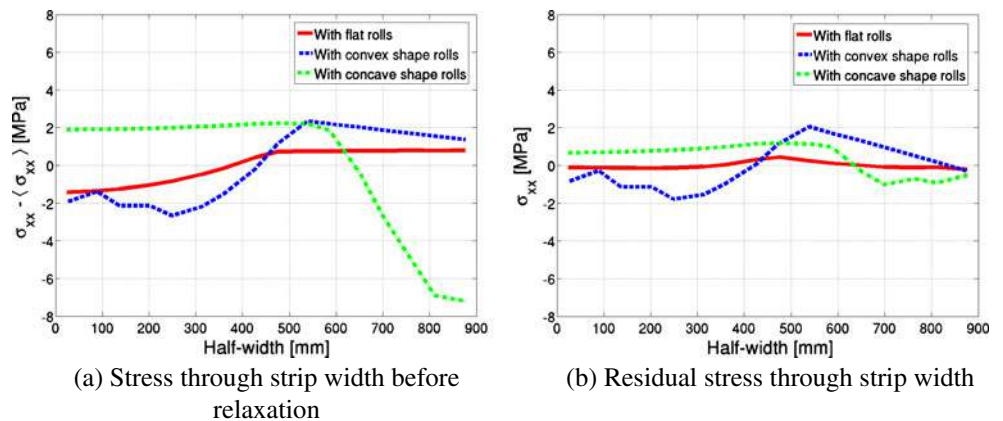 8
6
4
2
0
-2
-4
-6
-8
σxx - ⟨ σxx ⟩ [MPa]
With flat rolls
With convex shape rolls
With concave shape rolls
0 100 200 300 400 500 600 700 800 900
Half-width [mm]
(a) Stress through strip width before
relaxation
8
6
4
2
0
-2
-4
-6
-8
σxx [MPa]
With flat rolls
With convex shape rolls
With concave shape rolls
0 100 200 300 400 500 600 700 800 900
Half-width [mm]
(b) Residual stress through strip width